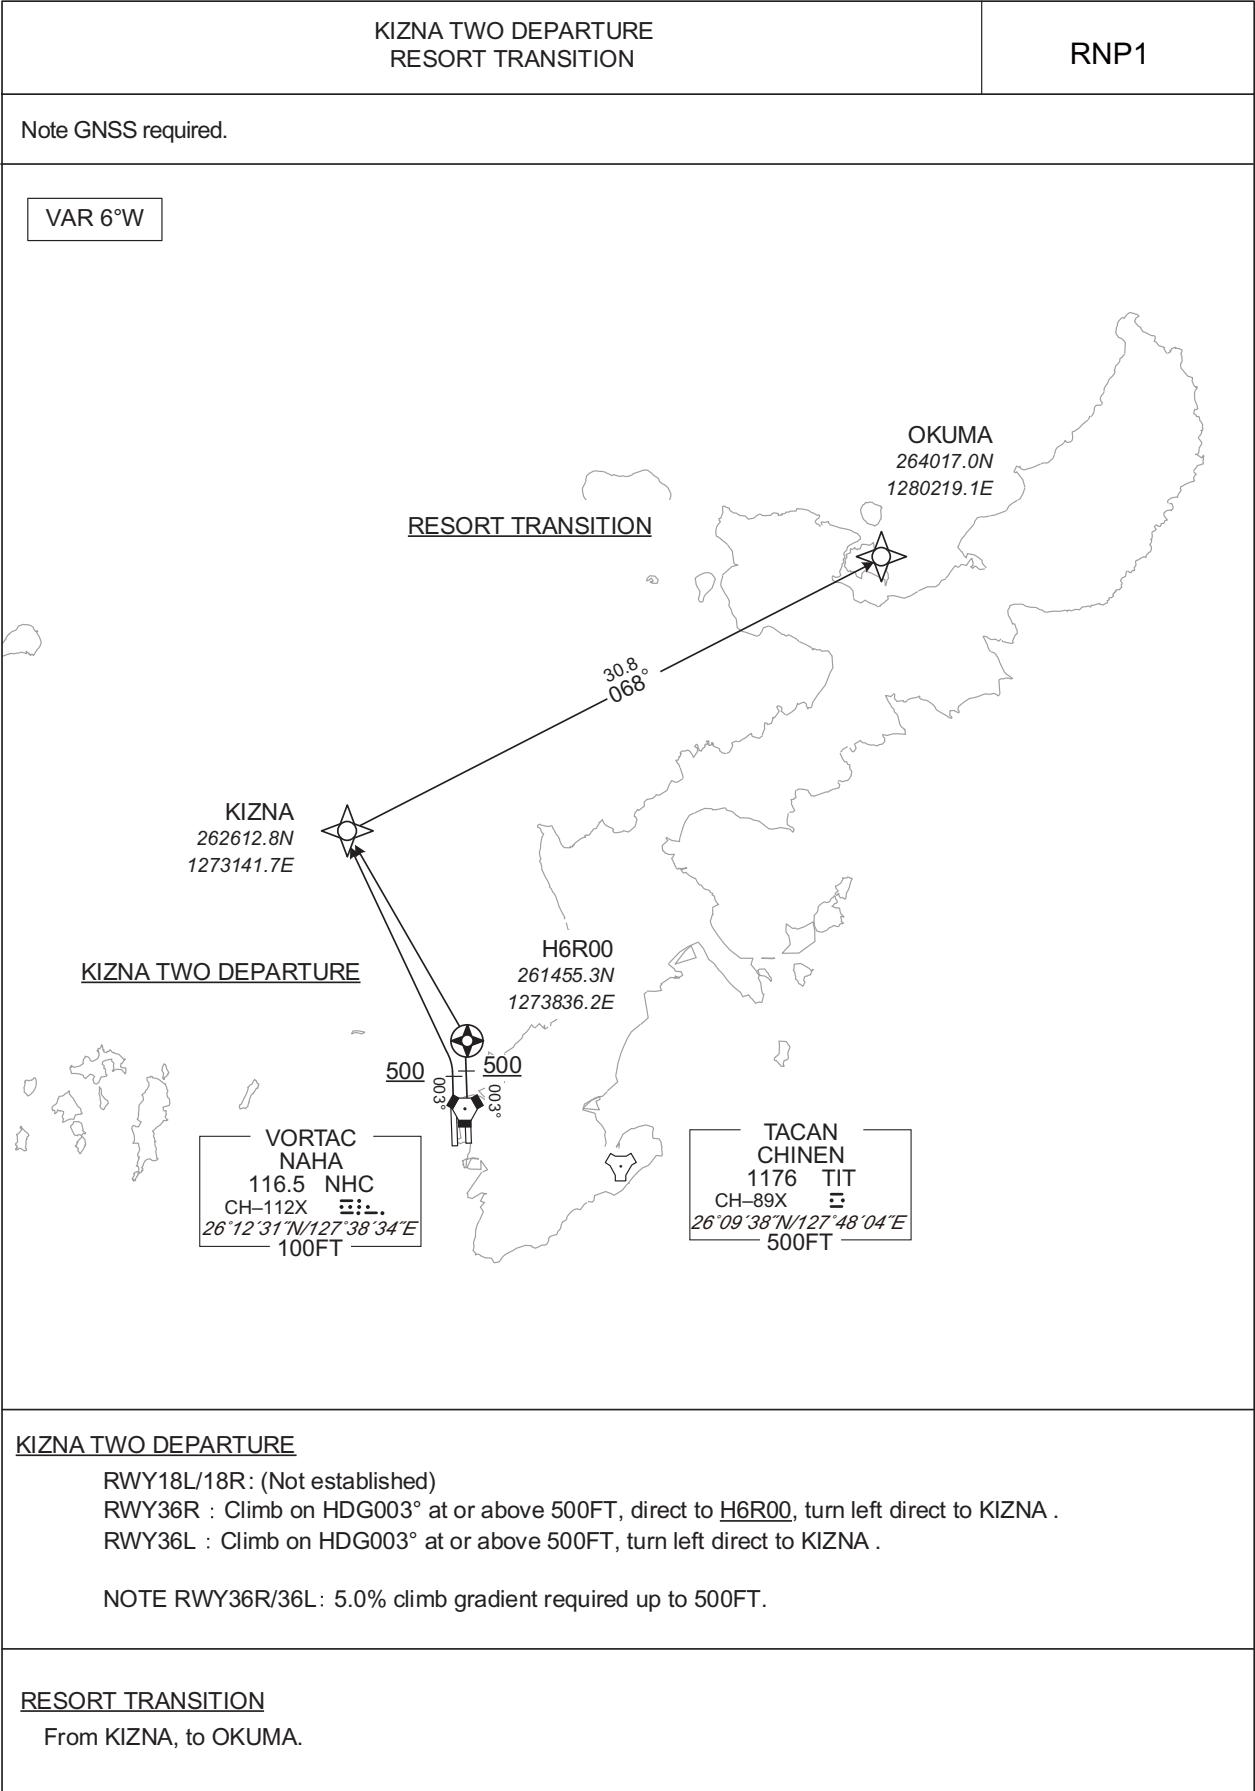 KIZNA TWO DEPARTURE
RESORT TRANSITION
RNP1
Note GNSS required.
VAR 6°W
OKUMA
264017.0N
1280219.1E
RESORT TRANSITION
30.8
068°
KIZNA
262612.8N
1273141.7E
H6R00
261455.3N
1273836.2E
KIZNA TWO DEPARTURE
500
500
003°
003°
VORTAC
NAHA
116.5 NHC
CH–112X
26°12´31˝N/127°38´34˝E
100FT
TACAN
CHINEN
1176 TIT
CH–89X
26°09´38˝N/127°48´04˝E
500FT
KIZNA TWO DEPARTURE
RWY18L/18R: (Not established)
RWY36R : Climb on HDG003° at or above 500FT, direct to H6R00, turn left direct to KIZNA .
RWY36L : Climb on HDG003° at or above 500FT, turn left direct to KIZNA .
NOTE RWY36R/36L: 5.0% climb gradient required up to 500FT.
RESORT TRANSITION
From KIZNA, to OKUMA.